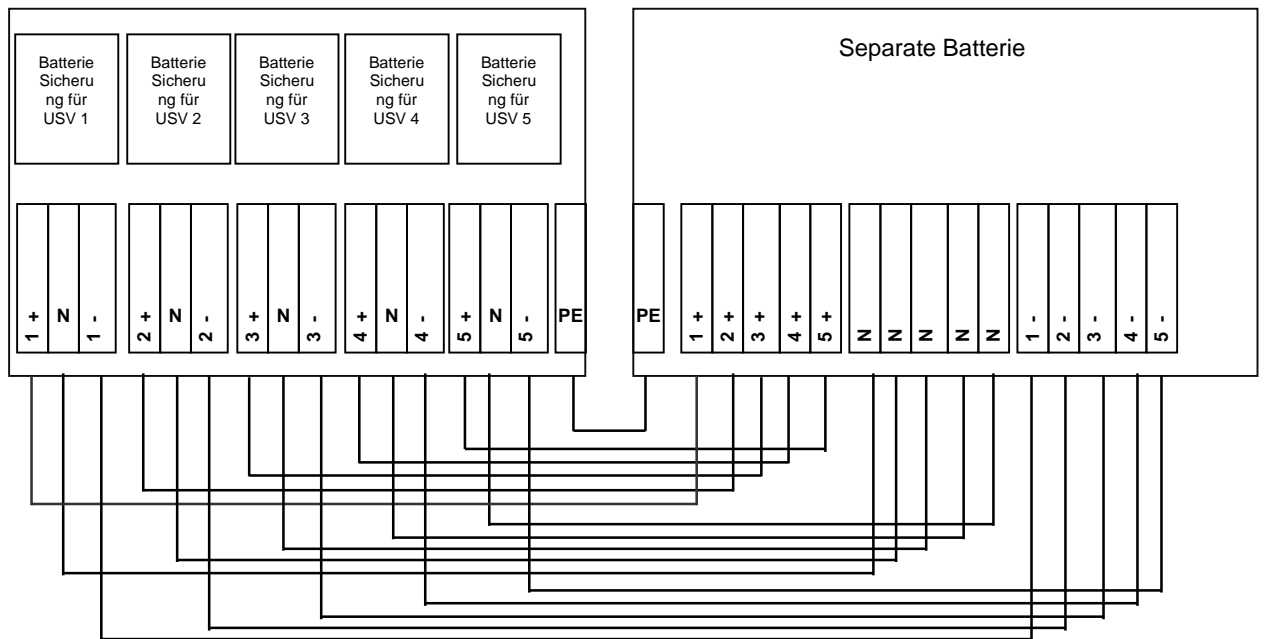 Separate Batterie
Batterie
Sicheru
ng für
USV 1
Batterie
Sicheru
ng für
USV 2
Batterie
Sicheru
ng für
USV 3
Batterie
Sicheru
ng für
USV 4
Batterie
Sicheru
ng für
USV 5
1 +
N
1 -
2 +
N
2 -
3 +
N
3 -
4 +
N
4 -
5 +
N
5 -
PE
PE
1 +
2 +
3 +
4 +
5 +
N
N
N
N
N
1 -
2 -
3 -
4 -
5 -